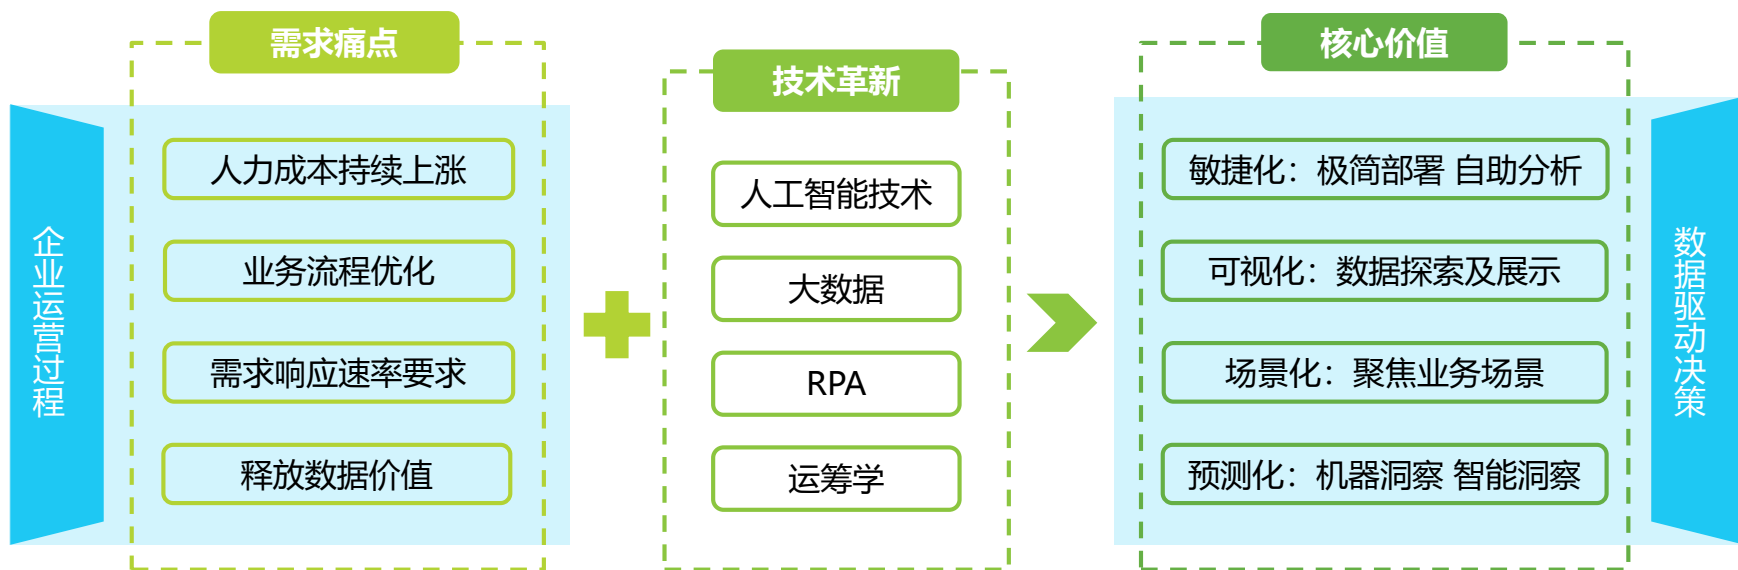 企业运营过程
需求痛点
人力成本持续上涨
业务流程优化
需求响应速率要求
释放数据价值
技术革新
人工智能技术
大数据
RPA
运筹学
核心价值
敏捷化：极简部署 自助分析
可视化：数据探索及展示
场景化：聚焦业务场景
预测化：机器洞察 智能洞察
数据驱动决策